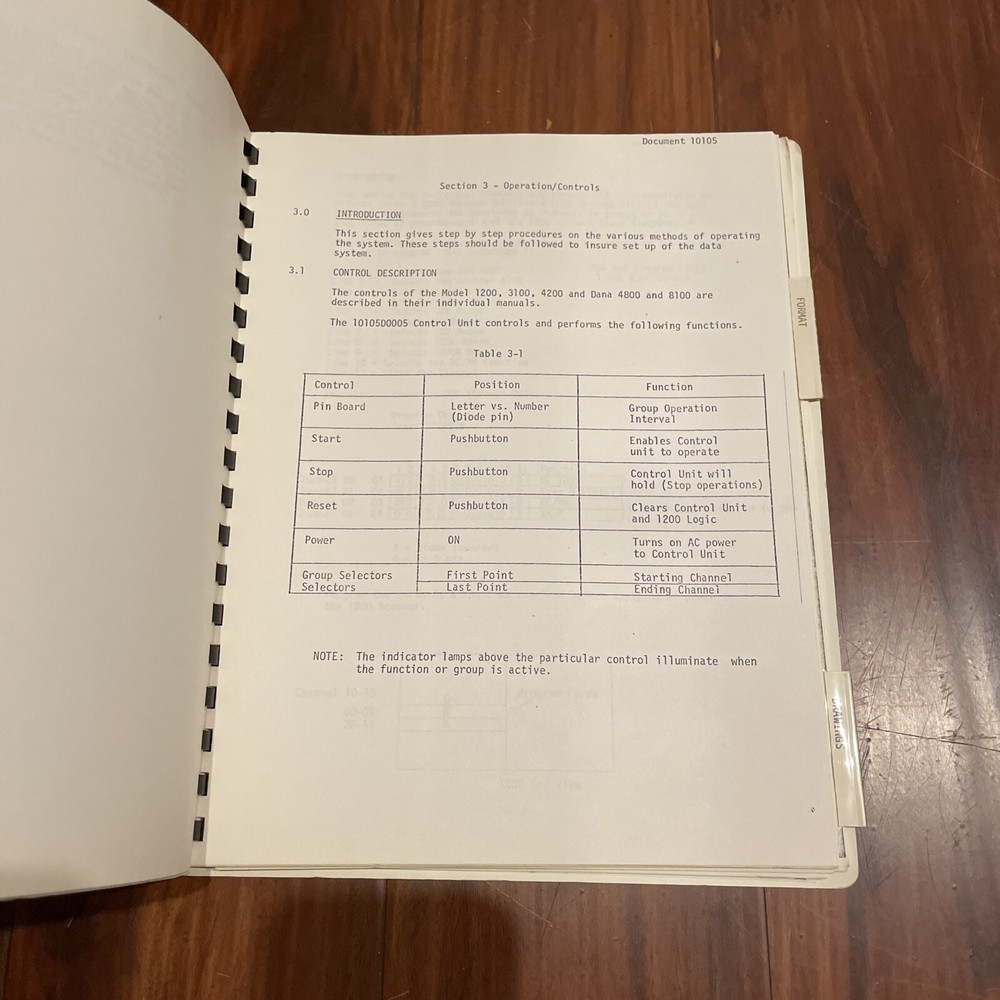 Document 10105
Section 3 - Operation/Controls
3.0 INTRODUCTION
This section gives step by step procedures on the various methods of operating
the system. These steps should be followed to insure set up of the data
system.
3.1 CONTROL DESCRIPTION
The controls of the Model 1200, 3100, 4200 and Dana 4800 and 8100 are
described in their individual manuals.
The 10105D0005 Control Unit controls and performs the following functions.
Table 3-1
Control Position Function
Pin Board Letter vs. Number Group Operation
(Diode pin) Interval
Start Pushbutton Enables Control
unit to operate
Stop Pushbutton Control Unit will
hold (Stop operations)
Reset Pushbutton Clears Control Unit
and 1200 Logic
Power ON Turns on AC power
to Control Unit
Group Selectors First Point Starting Channel
Selectors Last Point Ending Channel
NOTE: The indicator lamps above the particular control illuminate when
the function or group is active.
FORMAT
DRAWINGS